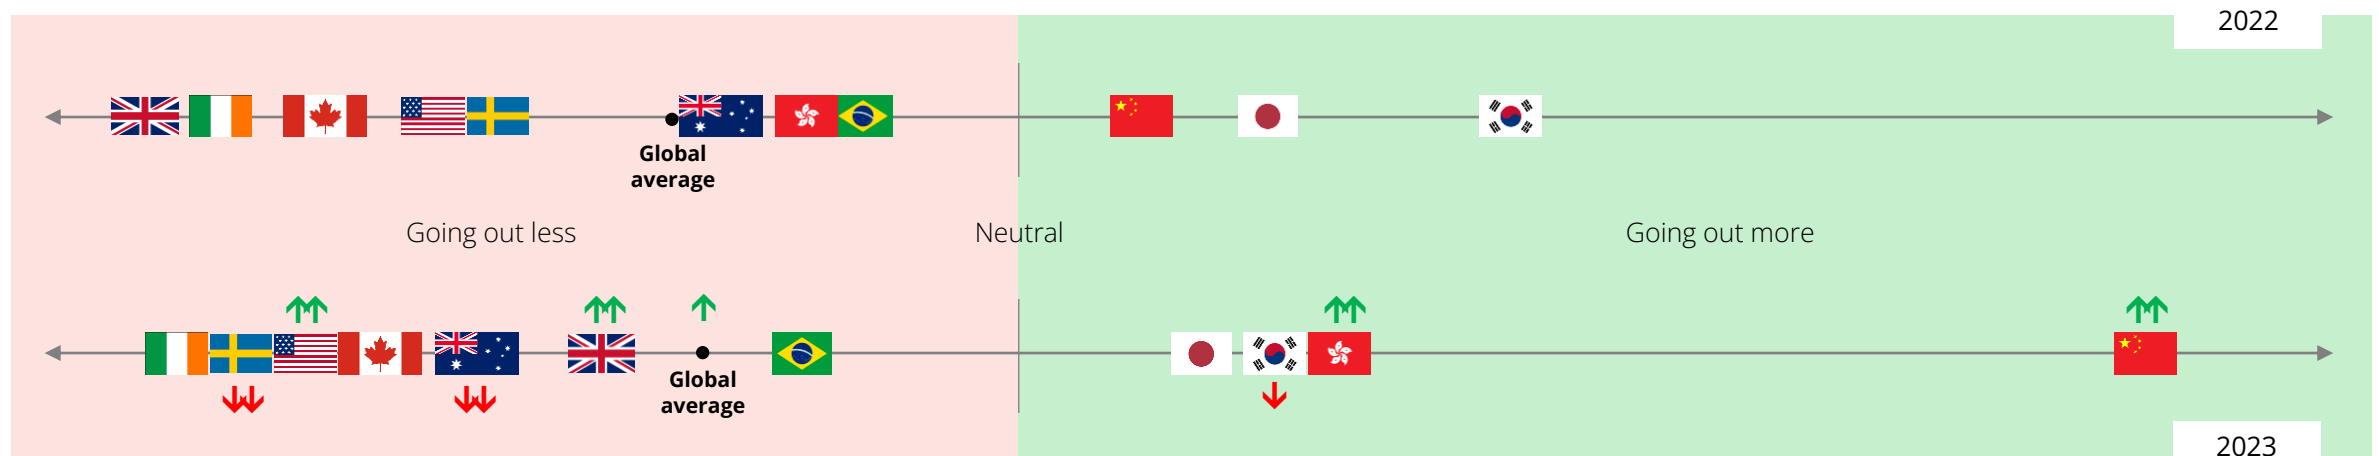 2022
Global
average
Going out less
Neutral
Going out more
Global
average
2023